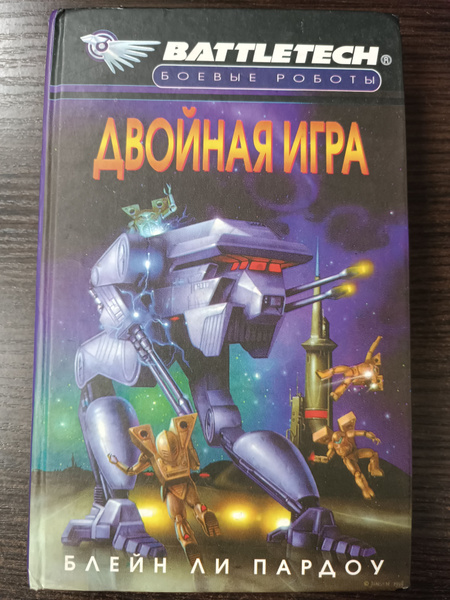 BATTLETECH®
БОЕВЫЕ РОБОТЫ
ДВОЙНАЯ ИГРА
БЛЕЙН ЛИ ПАРДОУ